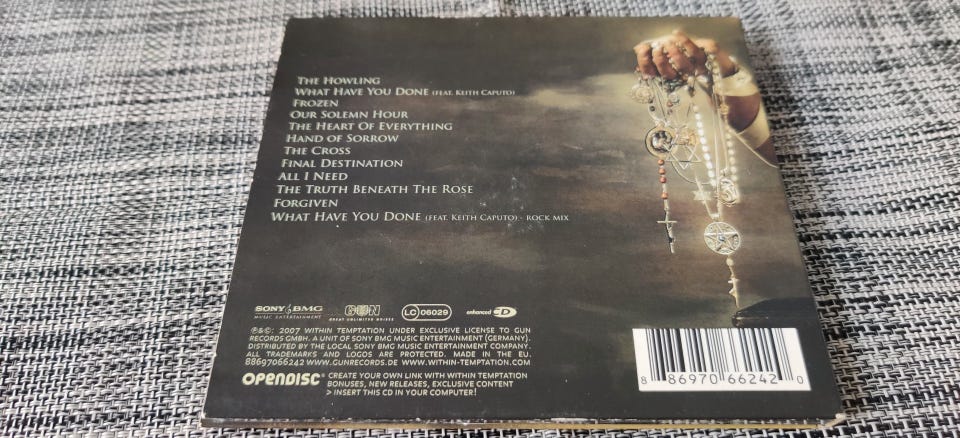 THE HOWLING
WHAT HAVE YOU DONE (FEAT. KEITH CAPUTO)
FROZEN
OUR SOLEMN HOUR
THE HEART OF EVERYTHING
HAND OF SORROW
THE CROSS
FINAL DESTINATION
ALL I NEED
THE TRUTH BENEATH THE ROSE
FORGIVEN
WHAT HAVE YOU DONE (FEAT. KEITH CAPUTO) - ROCK MIX
SONY BMG
MUSIC ENTERTAINMENT
GUN
GREAT UNLIMITED NOISES
LC 06029
enhanced CD
℗&©: 2007 WITHIN TEMPTATION UNDER EXCLUSIVE LICENSE TO GUN
RECORDS GMBH. A UNIT OF SONY BMG MUSIC ENTERTAINMENT (GERMANY).
DISTRIBUTED BY THE LOCAL SONY BMG MUSIC ENTERTAINMENT COMPANY.
ALL TRADEMARKS AND LOGOS ARE PROTECTED. MADE IN THE EU.
88697066242 WWW.GUNRECORDS.DE WWW.WITHIN-TEMPTATION.COM
OPENDISC® CREATE YOUR OWN LINK WITH WITHIN TEMPTATION
BONUSES, NEW RELEASES, EXCLUSIVE CONTENT
> INSERT THIS CD IN YOUR COMPUTER!
8 86970 66242 0